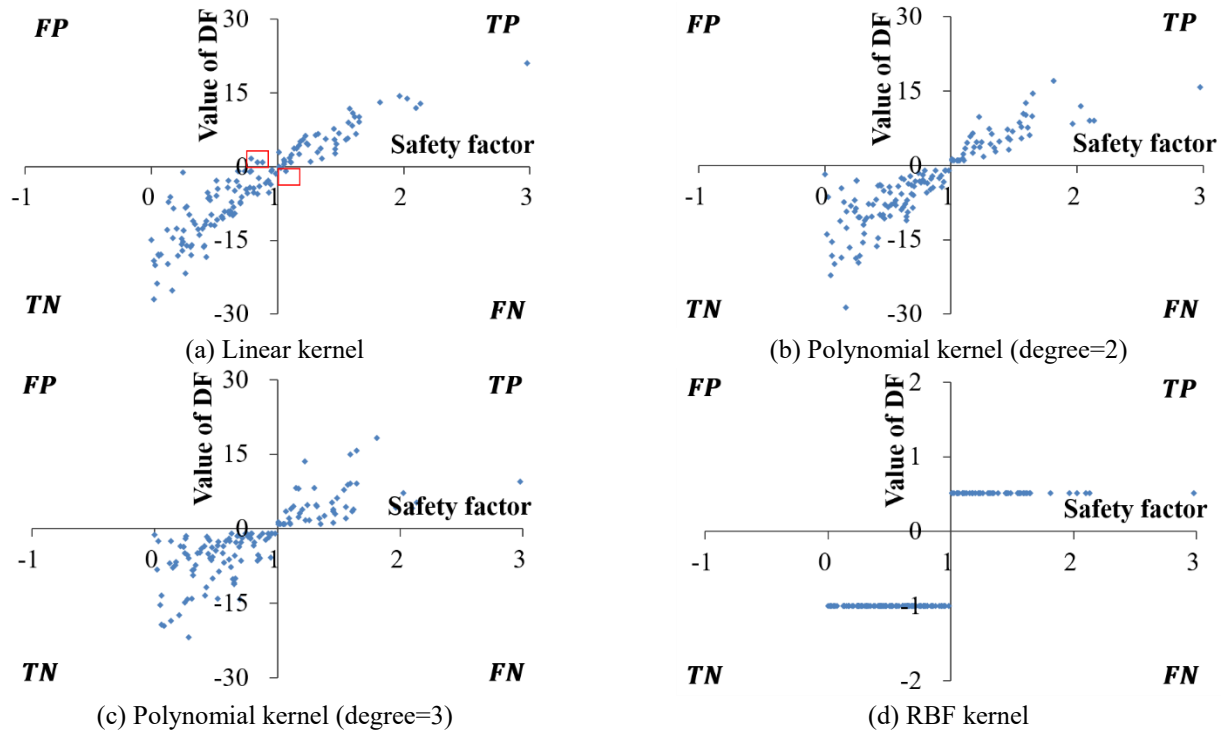 FP
30
TP
Value of DF
15
Safety factor
0
-1
0
1
2
3
-15
TN
-30
FN
(a) Linear kernel
FP
30
TP
Value of DF
15
Safety factor
0
-1
0
1
2
3
-15
TN
-30
FN
(b) Polynomial kernel (degree=2)
FP
30
TP
Value of DF
15
Safety factor
0
-1
0
1
2
3
-15
TN
-30
FN
(c) Polynomial kernel (degree=3)
FP
2
TP
Value of DF
1
Safety factor
0
-1
0
1
2
3
-1
TN
-2
FN
(d) RBF kernel